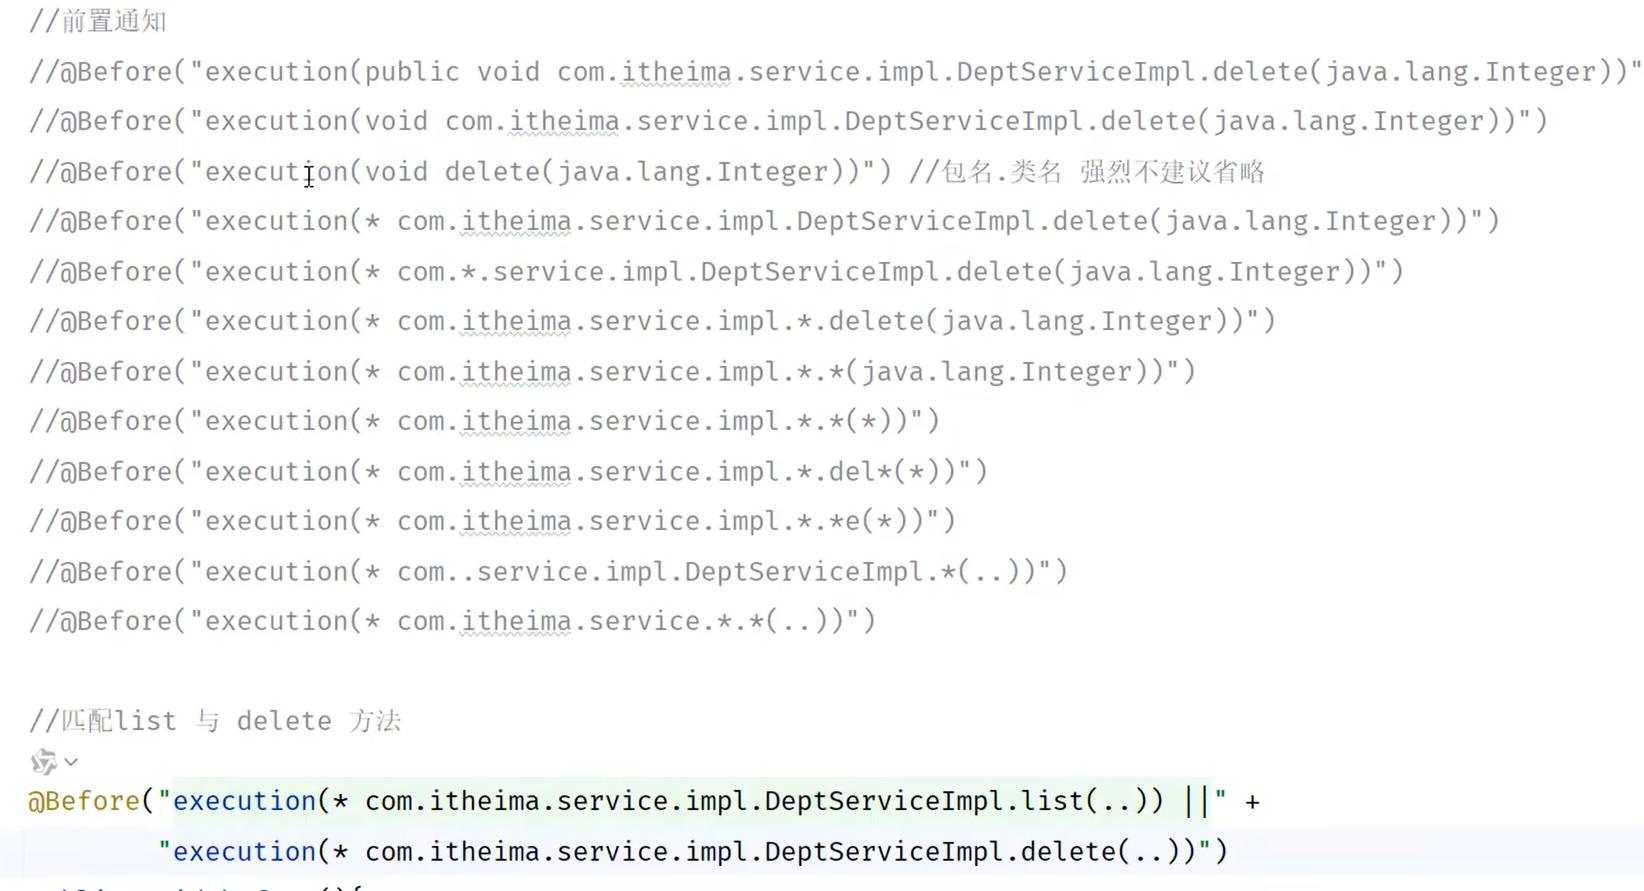 //前置通知
//@Before("execution(public void com.itheima.service.impl.DeptServiceImpl.delete(java.lang.Integer))"
//@Before("execution(void com.itheima.service.impl.DeptServiceImpl.delete(java.lang.Integer))")
//@Before("execution(void delete(java.lang.Integer))") //包名.类名 强烈不建议省略
//@Before("execution(* com.itheima.service.impl.DeptServiceImpl.delete(java.lang.Integer))")
//@Before("execution(* com.*.service.impl.DeptServiceImpl.delete(java.lang.Integer))")
//@Before("execution(* com.itheima.service.impl.*.delete(java.lang.Integer))")
//@Before("execution(* com.itheima.service.impl.*.*(java.lang.Integer))")
//@Before("execution(* com.itheima.service.impl.*.*(*))")
//@Before("execution(* com.itheima.service.impl.*.del*(*))")
//@Before("execution(* com.itheima.service.impl.*.*e(*))")
//@Before("execution(* com..service.impl.DeptServiceImpl.*(..))")
//@Before("execution(* com.itheima.service.*.*(..))")
//匹配list 与 delete 方法
@Before("execution(* com.itheima.service.impl.DeptServiceImpl.list(..)) ||" +
"execution(* com.itheima.service.impl.DeptServiceImpl.delete(..))")